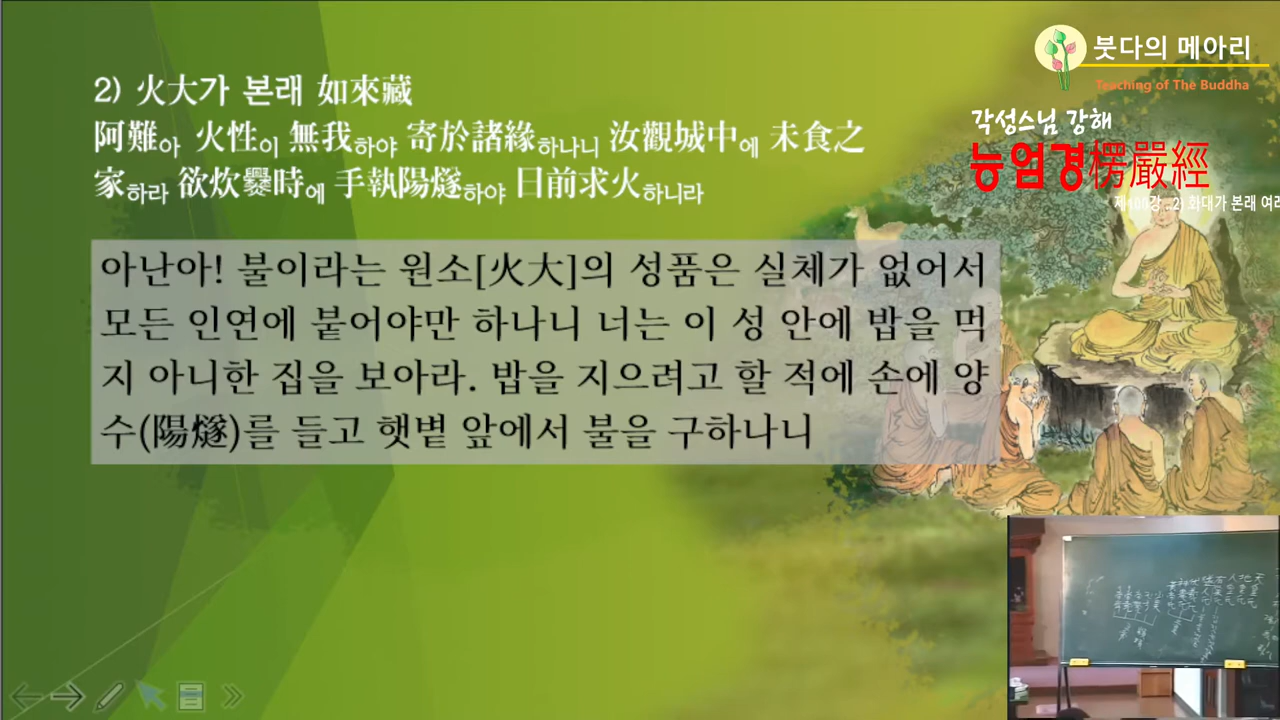 2) 火大가 본래 如來藏
阿難아 火性이 無我하야 寄於諸緣하나니 汝觀城中에 未食之
家하라 欲炊爨時에 手執陽燧하야 日前求火하니라
아난아! 불이라는 원소[火大]의 성품은 실체가 없어서
모든 인연에 붙어야만 하나니 너는 이 성 안에 밥을 먹
지 아니한 집을 보아라. 밥을 지으려고 할 적에 손에 양
수(陽燧)를 들고 햇볕 앞에서 불을 구하나니
붓다의 메아리
Teaching of The Buddha
각성스님 강해
능엄경楞嚴經
2) 화대가 본래 여래